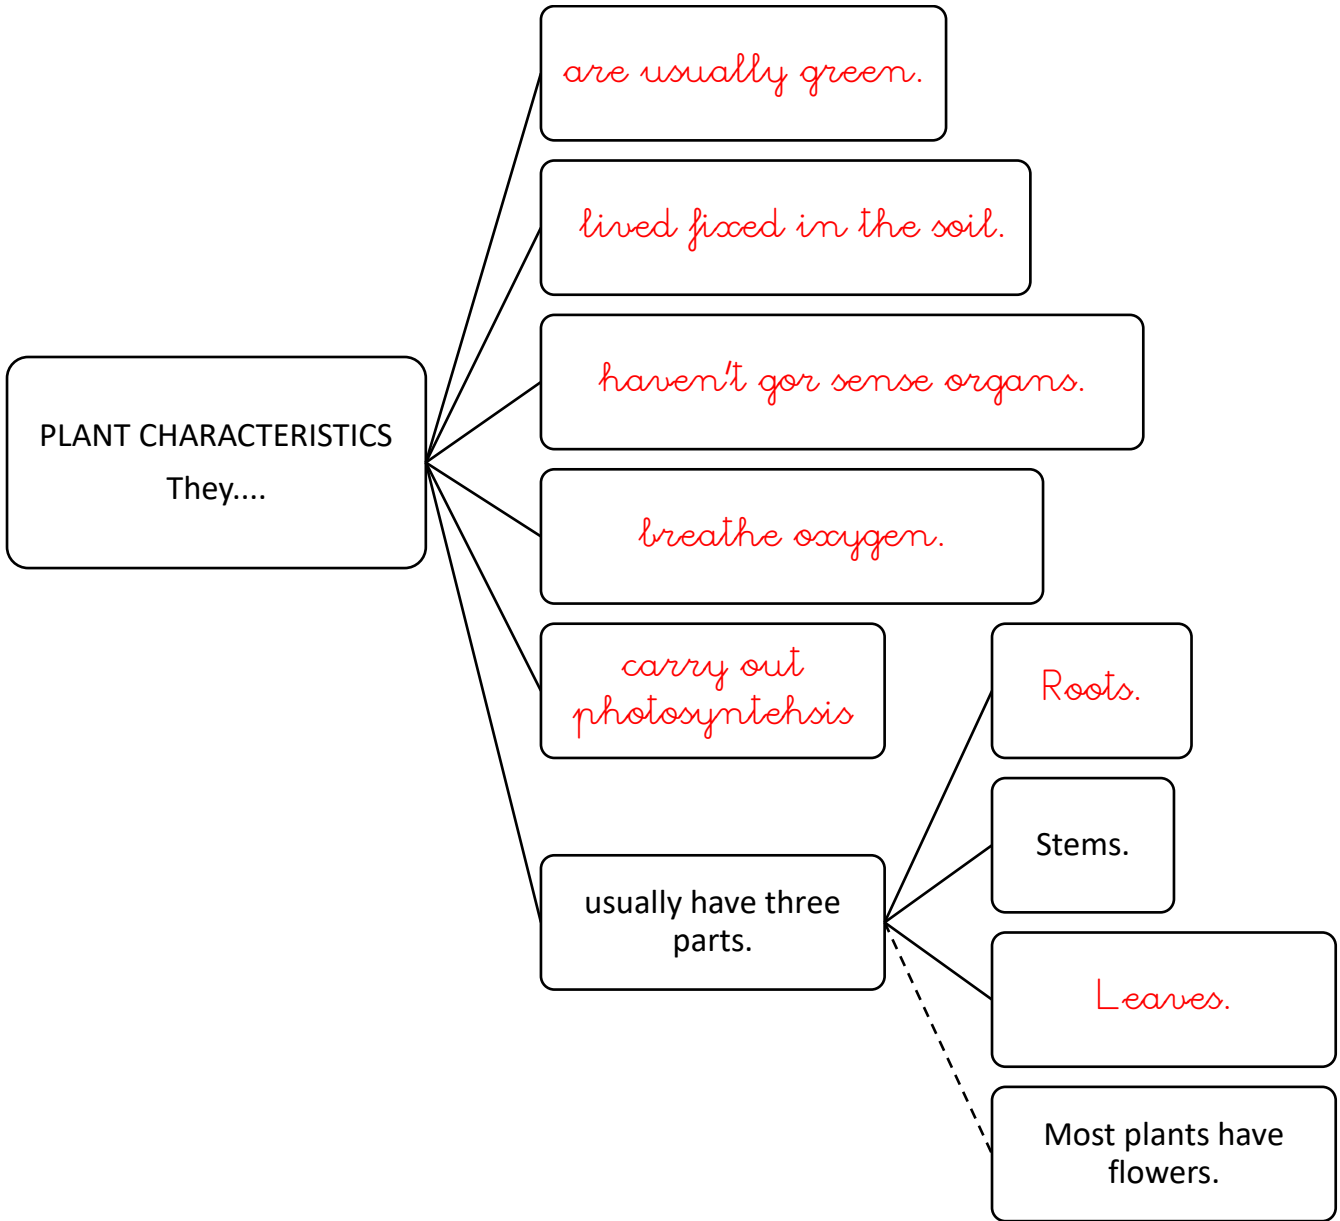 PLANT CHARACTERISTICS
They....
are usually green.
lived fixed in the soil.
haven't gor sense organs.
breathe oxygen.
carry out
photosyntehsis
usually have three
parts.
Roots.
Stems.
Leaves.
Most plants have
flowers.